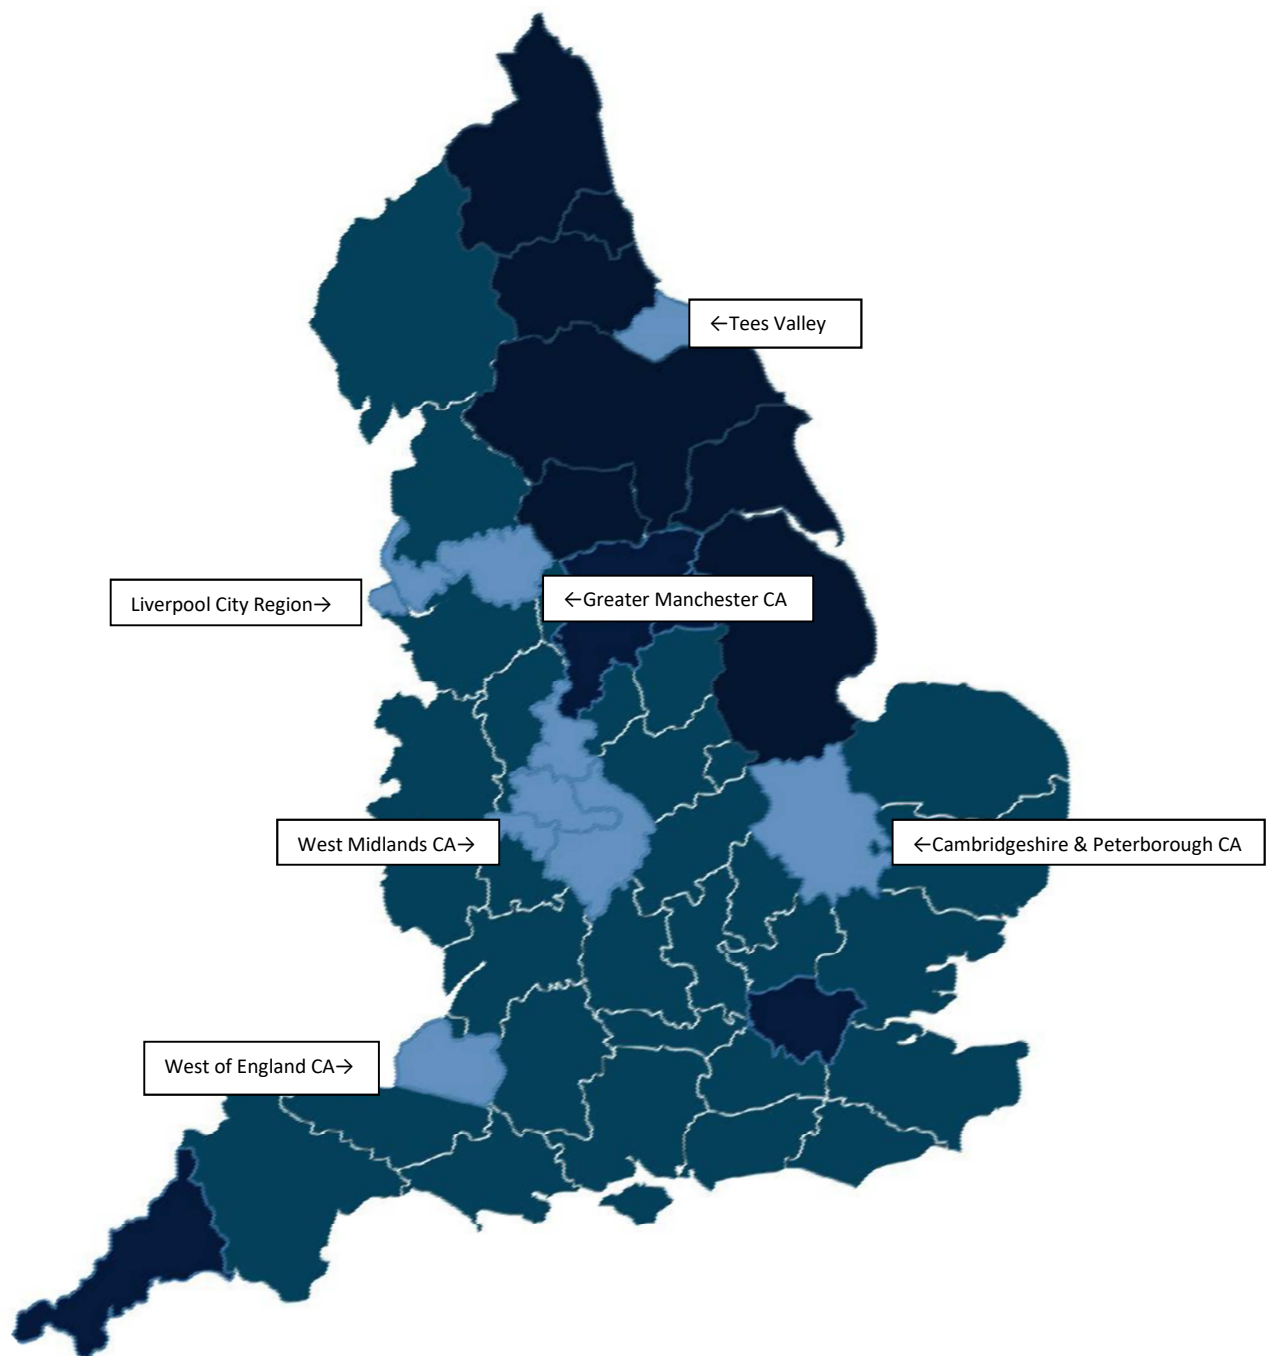 ←Tees Valley
Liverpool City Region→
←Greater Manchester CA
West Midlands CA→
←Cambridgeshire & Peterborough CA
West of England CA→